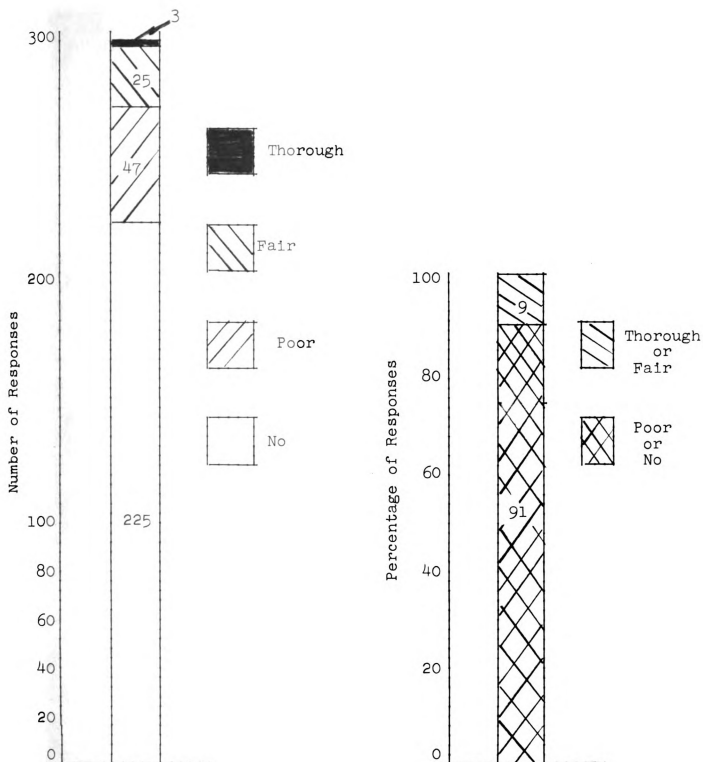 3
300
25
47
Thorough
Fair
200
Poor
No
Number of Responses
100
225
80
60
40
20
0
100
9
Thorough
or
Fair
80
Poor
or
No
60
Percentage of Responses
91
40
20
0